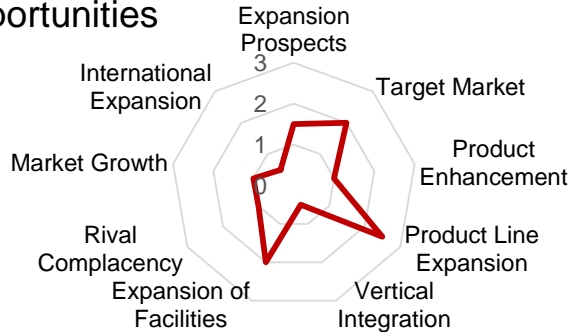 Expansion
Prospects
International
Expansion
Target Market
Market Growth
Product
Enhancement
Rival
Complacency
Product Line
Expansion
Expansion of
Facilities
Vertical
Integration
3
2
1
0